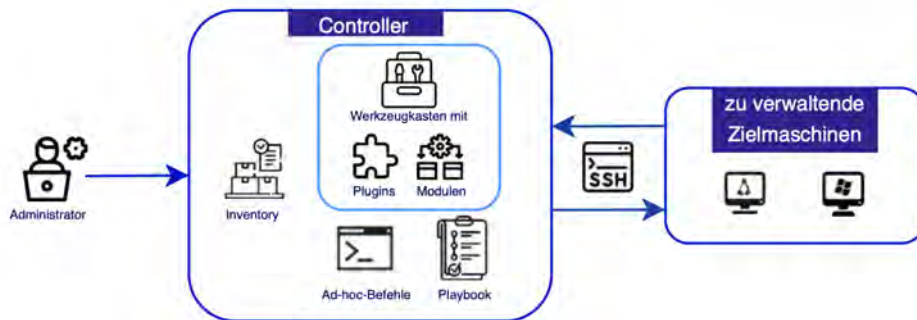 Controller
Werkzeugkasten mit
Plugins
Modulen
Inventory
Ad-hoc-Befehle
Playbook
Administrator
SSH
zu verwaltende
Zielmaschinen